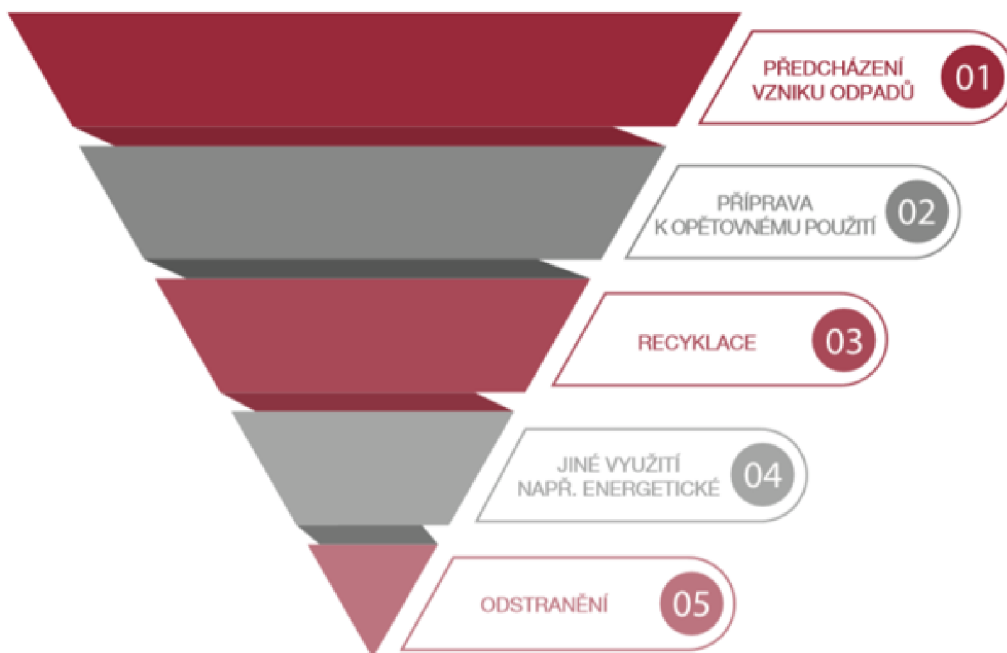 PŘEDCHÁZENÍ
VZNIKU ODPADŮ
01
PŘÍPRAVA
K OPĚTOVNÉMU POUŽITÍ
02
RECYKLACE
03
JINÉ VYUŽITÍ
NAPŘ. ENERGETICKÉ
04
ODSTRANĚNÍ
05